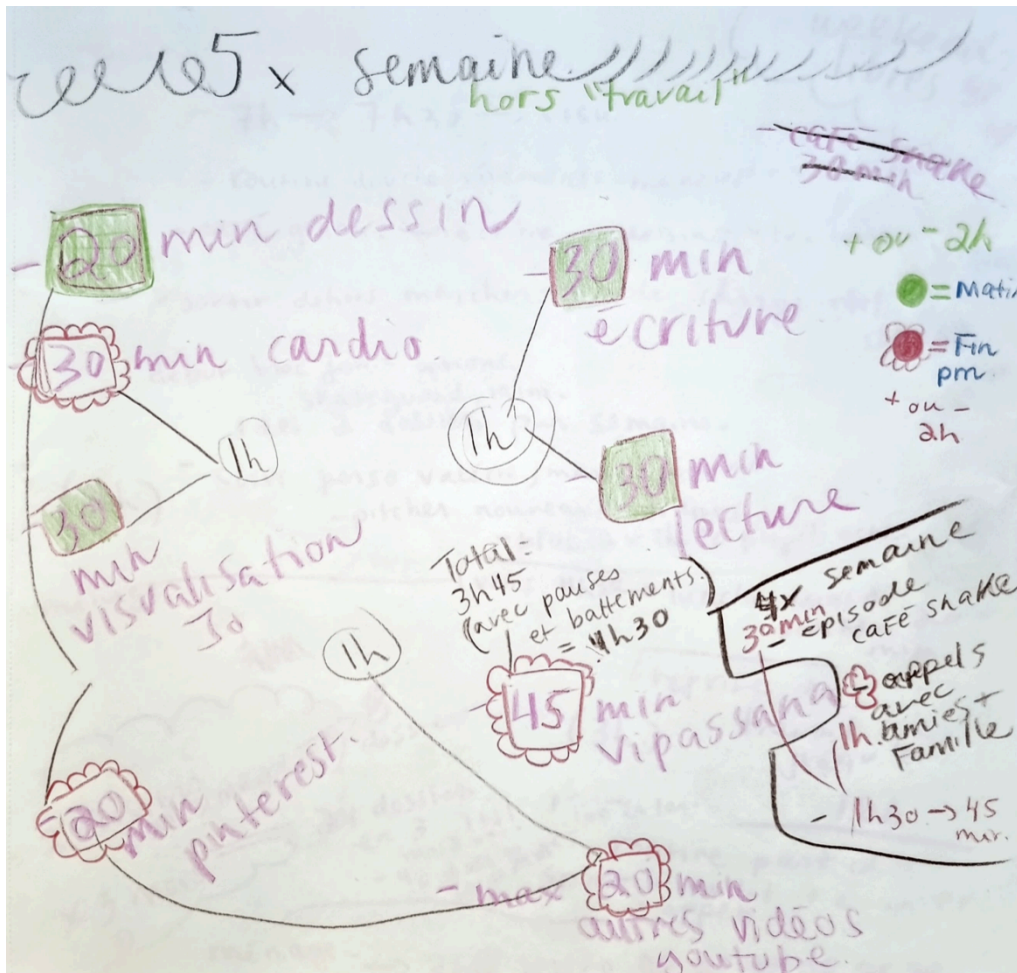 5x semaine
hors "travail"
- café shake
30 min
- 20 min dessin
- 30 min cardio
1h
- 30
min
visualisation
- 30 min
écriture
1h
- 30 min
lecture
+ ou - 2h
= Matin
= Fin
pm
+ ou -
2h
Total =
3h45
(avec pauses
et battements.
= 4h30
- 45 min
vipassana
1h
- 20 min
pinterest.
- max 20 min
autres vidéos
youtube.
4x semaine
30 min
- épisode
café shake
- appels
avec
amies +
1h.
Famille
- 1h30 → 45